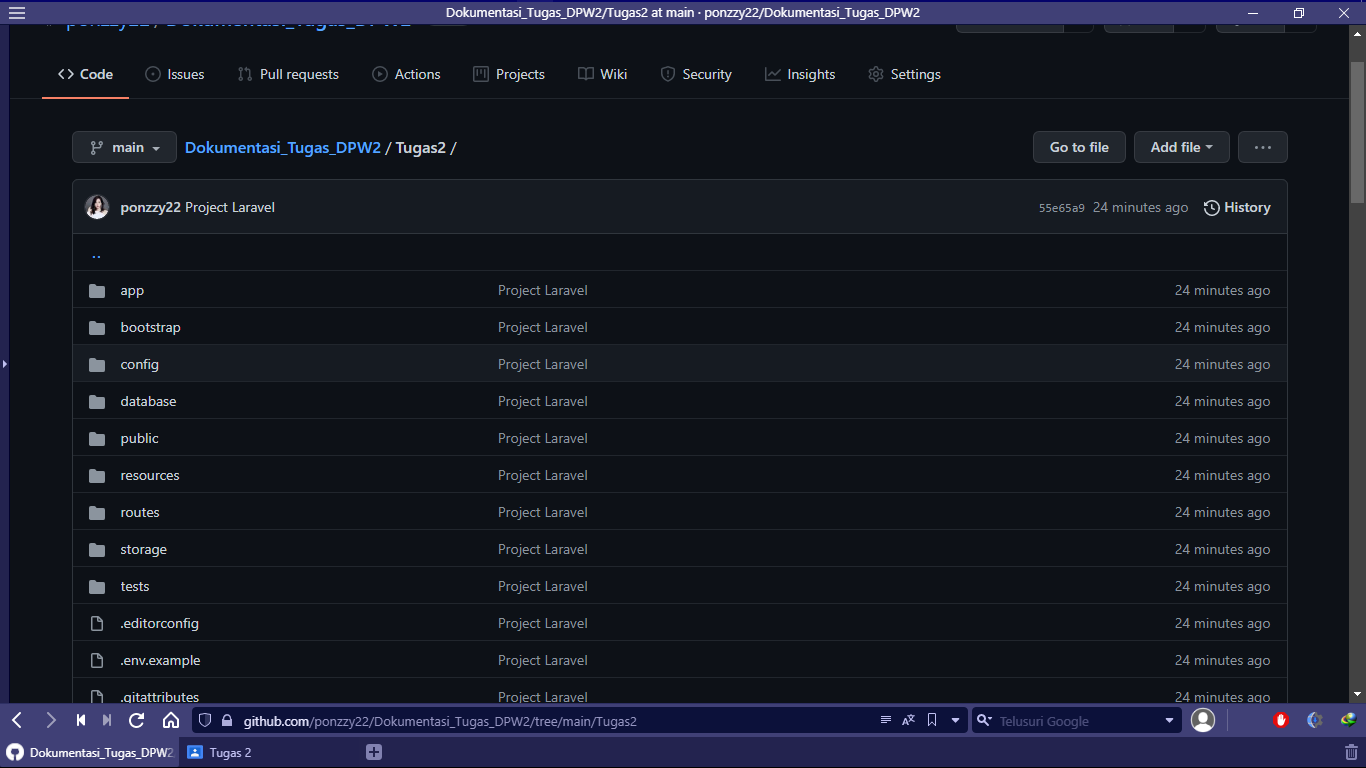 Dokumentasi_Tugas_DPW2/Tugas2 at main · ponzzy22/Dokumentasi_Tugas_DPW2
ponzzy22 / Dokumentasi_Tugas_DPW2
Code Issues Pull requests Actions Projects Wiki Security Insights Settings
main Dokumentasi_Tugas_DPW2 / Tugas2 / Go to file Add file ...
ponzzy22 Project Laravel 55e65a9 24 minutes ago History
..
app Project Laravel 24 minutes ago
bootstrap Project Laravel 24 minutes ago
config Project Laravel 24 minutes ago
database Project Laravel 24 minutes ago
public Project Laravel 24 minutes ago
resources Project Laravel 24 minutes ago
routes Project Laravel 24 minutes ago
storage Project Laravel 24 minutes ago
tests Project Laravel 24 minutes ago
.editorconfig Project Laravel 24 minutes ago
.env.example Project Laravel 24 minutes ago
.gitattributes Project Laravel 24 minutes ago
github.com/ponzzy22/Dokumentasi_Tugas_DPW2/tree/main/Tugas2 Telusuri Google
Dokumentasi_Tugas_DPW2 Tugas 2